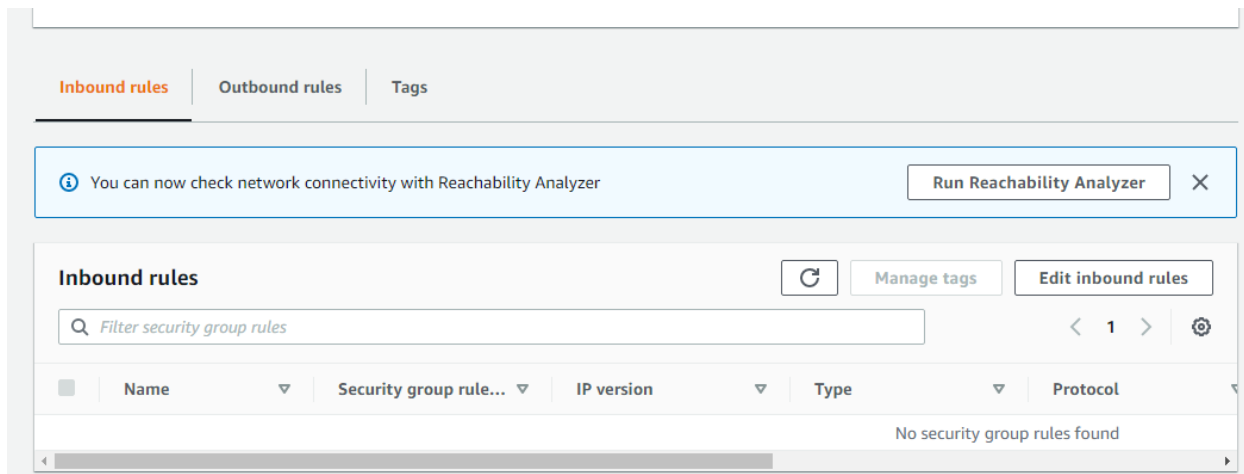 Inbound rules
Outbound rules
Tags
You can now check network connectivity with Reachability Analyzer
Run Reachability Analyzer
Inbound rules
Manage tags
Edit inbound rules
Filter security group rules
1
Name
Security group rule...
IP version
Type
Protocol
No security group rules found